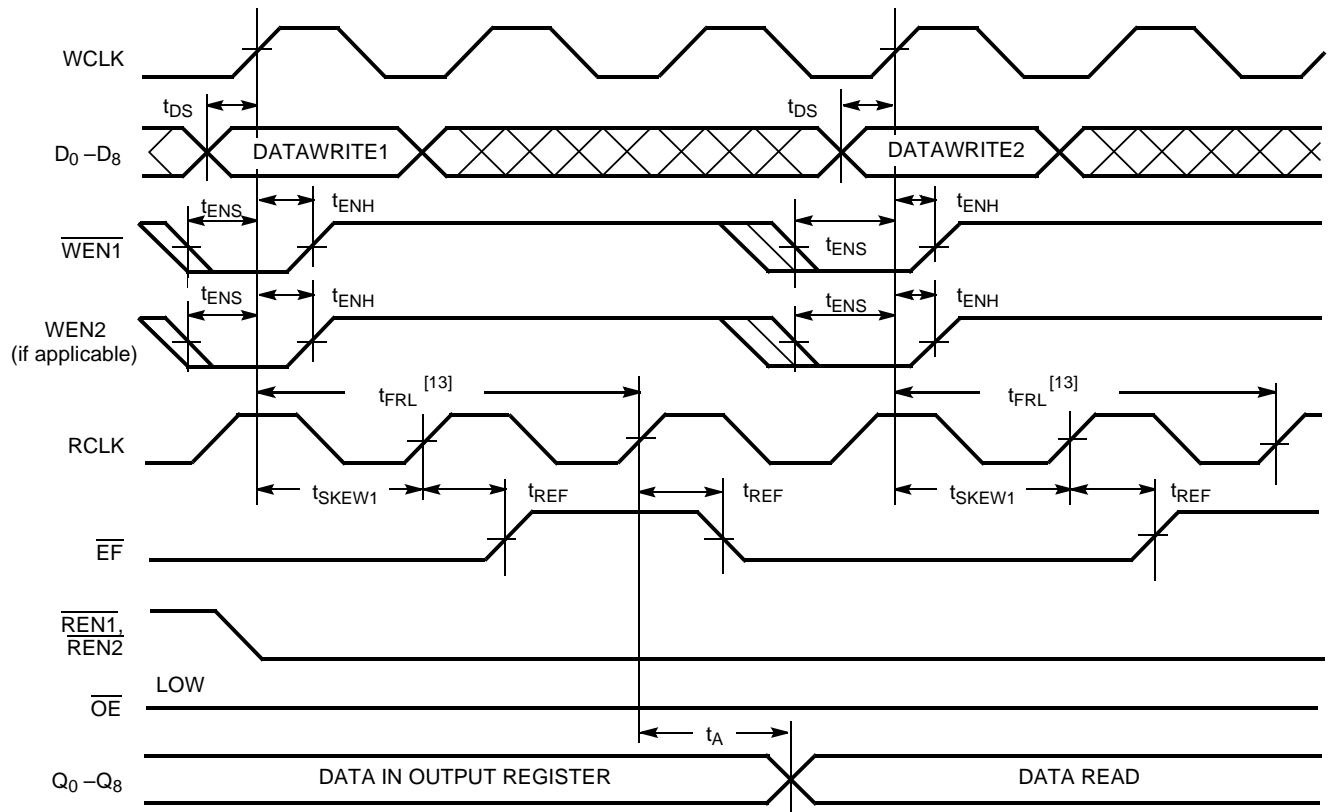 WCLK
tDS
tDS
D0 –D8
DATAWRITE1
DATAWRITE2
tENS
tENH
tENH
WEN1
tENS
tENS
tENH
tENS
tENH
WEN2
(if applicable)
tFRL [13]
tFRL [13]
RCLK
tSKEW1
tREF
tREF
tSKEW1
tREF
EF
REN1,
REN2
LOW
OE
tA
Q0 –Q8
DATA IN OUTPUT REGISTER
DATA READ